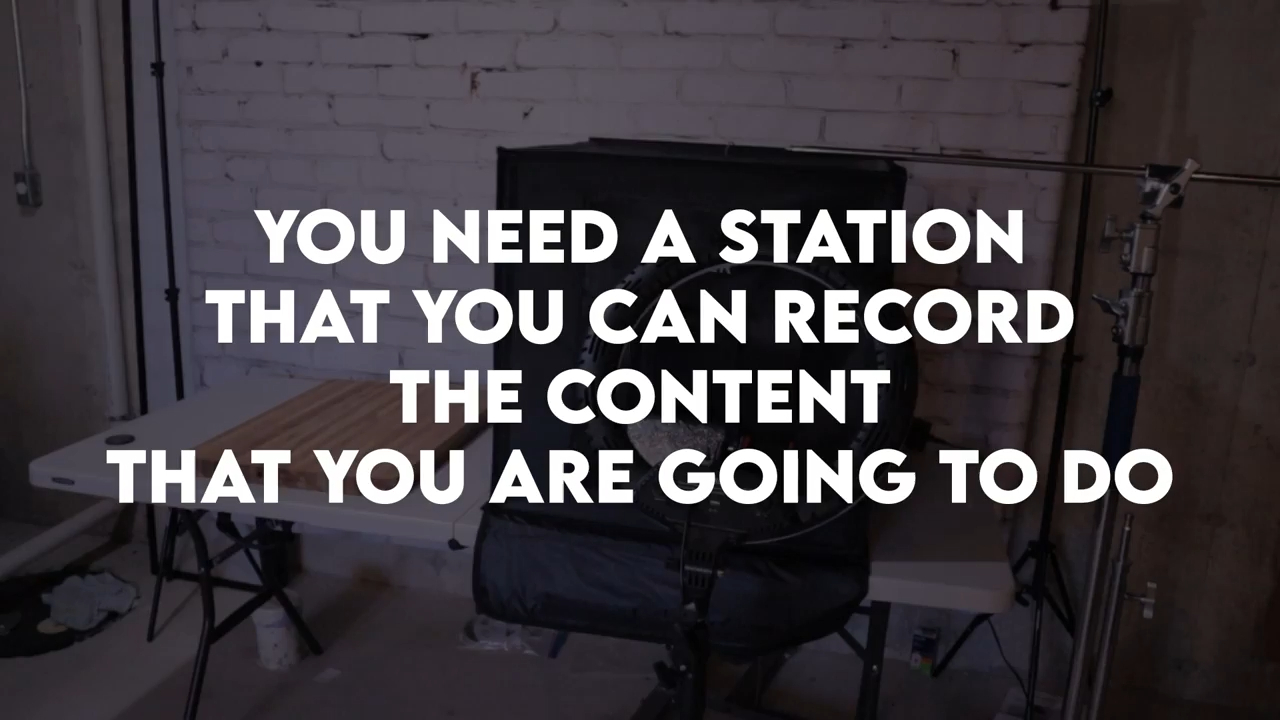 YOU NEED A STATION
THAT YOU CAN RECORD
THE CONTENT
THAT YOU ARE GOING TO DO